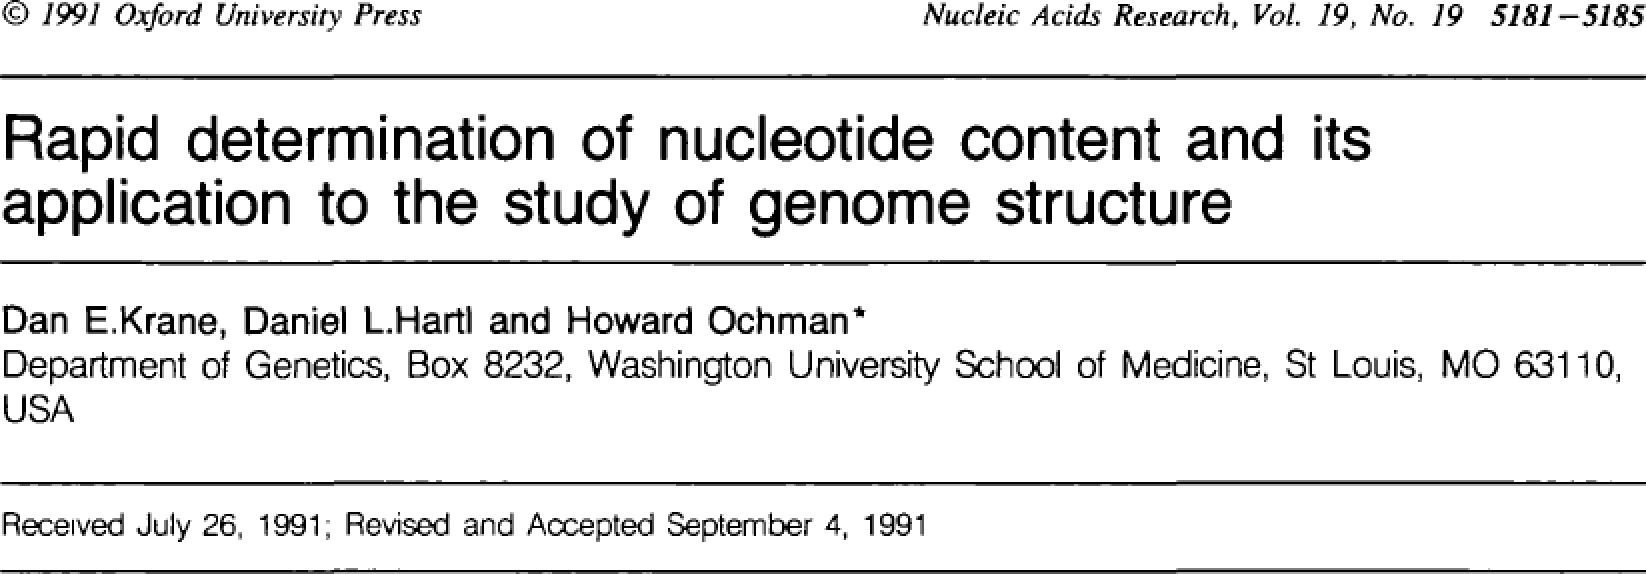 © 1991 Oxford University Press
Nucleic Acids Research, Vol. 19, No. 19 5181–5185
Rapid determination of nucleotide content and its
application to the study of genome structure
Dan E.Krane, Daniel L.Hartl and Howard Ochman*
Department of Genetics, Box 8232, Washington University School of Medicine, St Louis, MO 63110,
USA
Received July 26, 1991; Revised and Accepted September 4, 1991